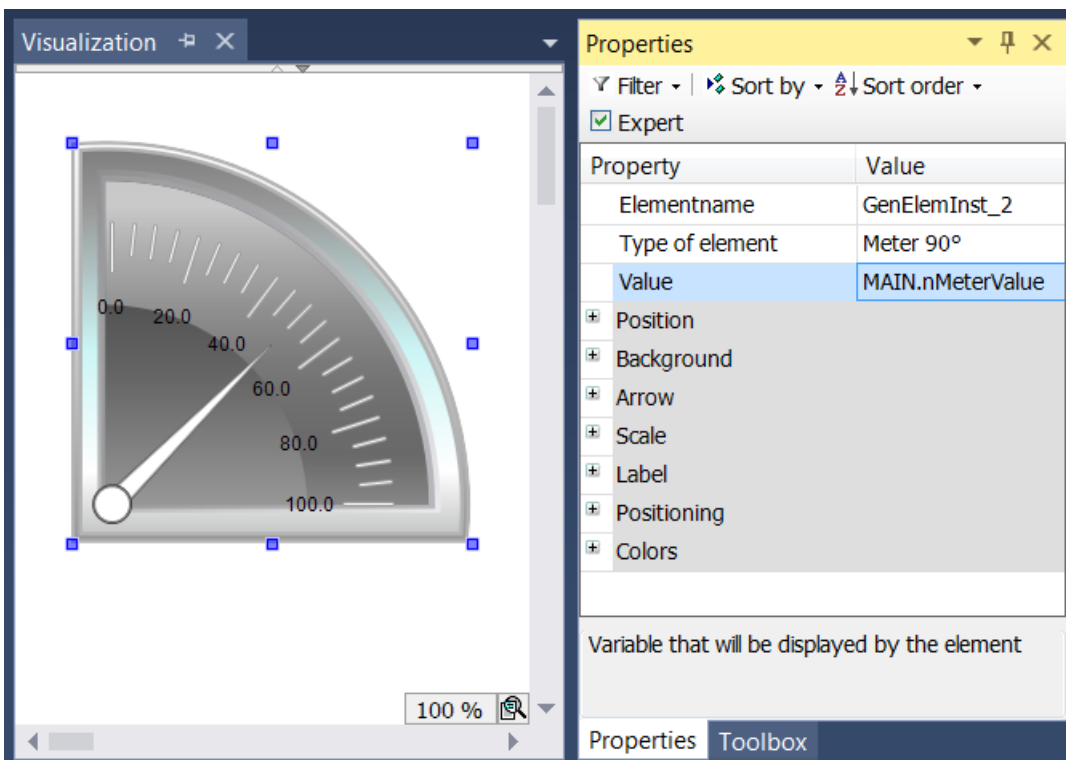 Visualization
0.0
20.0
40.0
60.0
80.0
100.0
100 %
Properties
Filter Sort by Sort order
Expert
Property Value
Elementname GenElemInst_2
Type of element Meter 90°
Value MAIN.nMeterValue
Position
Background
Arrow
Scale
Label
Positioning
Colors
Variable that will be displayed by the element
Properties Toolbox